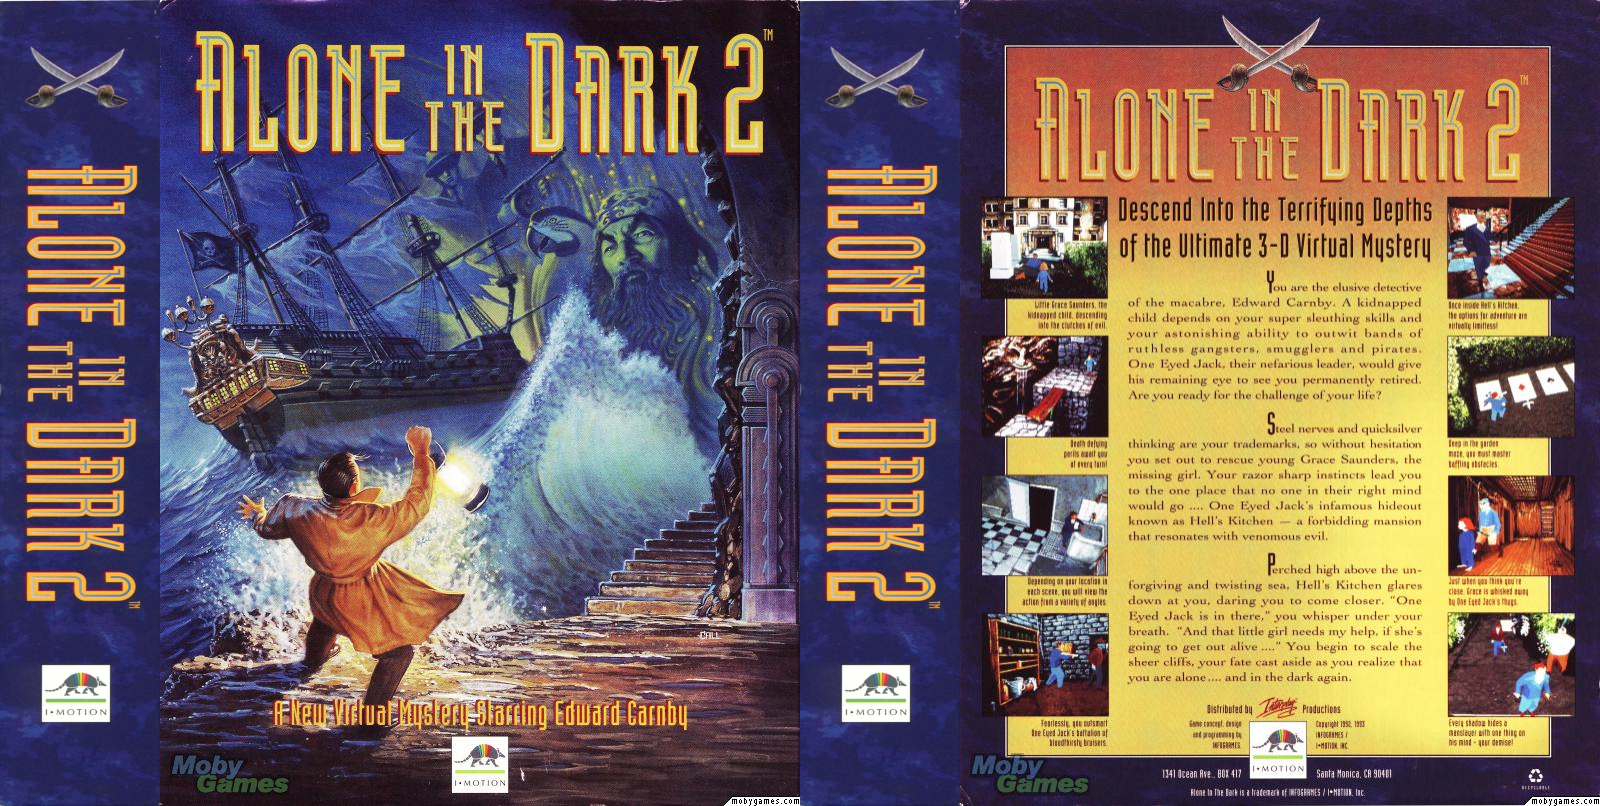 ALONE IN THE DARK 2™
I•MOTION
ALONE IN THE DARK 2™
CALL
A New Virtual Mystery Starring Edward Carnby
I•MOTION
Moby Games
mobygames.com
ALONE IN THE DARK 2™
I•MOTION
ALONE IN THE DARK 2™
Descend Into the Terrifying Depths
of the Ultimate 3-D Virtual Mystery
You are the elusive detective
of the macabre, Edward Carnby. A kidnapped
child depends on your super sleuthing skills and
your astonishing ability to outwit bands of
ruthless gangsters, smugglers and pirates.
One Eyed Jack, their nefarious leader, would give
his remaining eye to see you permanently retired.
Are you ready for the challenge of your life?
Steel nerves and quicksilver
thinking are your trademarks, so without hesitation
you set out to rescue young Grace Saunders, the
missing girl. Your razor sharp instincts lead you
to the one place that no one in their right mind
would go .... One Eyed Jack's infamous hideout
known as Hell's Kitchen — a forbidding mansion
that resonates with venomous evil.
Perched high above the un-
forgiving and twisting sea, Hell's Kitchen glares
down at you, daring you to come closer. "One
Eyed Jack is in there," you whisper under your
breath. "And that little girl needs my help, if she's
going to get out alive ...." You begin to scale the
sheer cliffs, your fate cast aside as you realize that
you are alone.... and in the dark again.
Little Grace Saunders, the
kidnapped child, descending
into the clutches of evil.
Death defying
perils await you
at every turn!
Depending on your location in
each scene, you will view the
action from a variety of angles.
Fearlessly, you outsmart
One Eyed Jack's battalion of
bloodthirsty bruisers.
Once inside Hell's Kitchen,
the options for adventure are
virtually limitless!
Deep in the garden
maze, you must master
baffling obstacles.
Just when you think you're
close, Grace is whisked away
by One Eyed Jack's thugs.
Every shadow hides a
manslayer with one thing on
his mind - your demise!
Distributed by Interplay Productions
Game concept, design
and programming by
INFOGRAMES.
I•MOTION
Copyright 1992, 1993
INFOGRAMES /
I•MOTION, INC.
1341 Ocean Ave., BOX 417
Santa Monica, CA 90401
Alone In The Dark is a trademark of INFOGRAMES / I•MOTION, Inc.
RECYCLABLE
Moby Games
mobygames.com